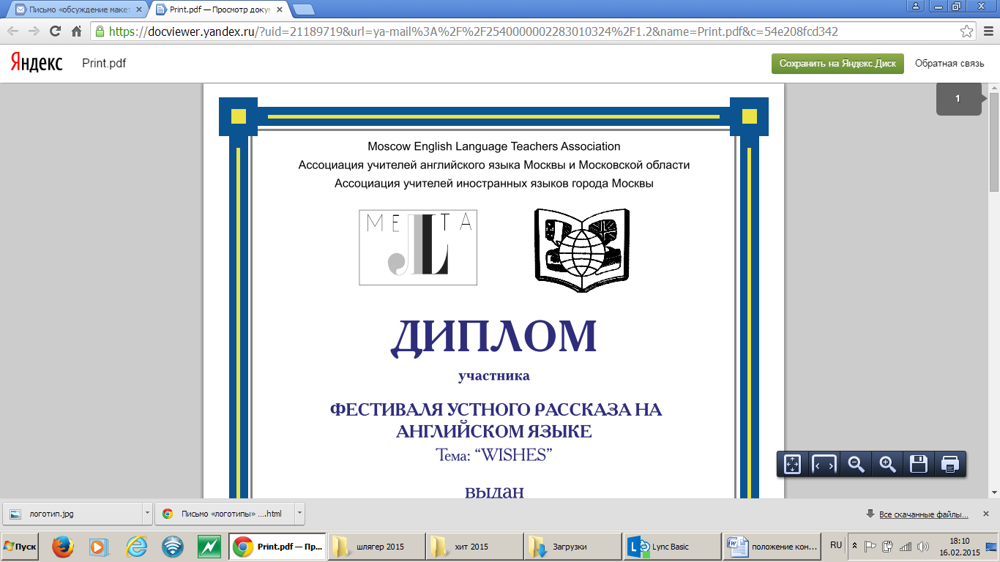 Письмо «обсуждение макет
Print.pdf — Просмотр доку
https://docviewer.yandex.ru/?uid=21189719&url=ya-mail%3A%2F%2F2540000002283010324%2F1.2&name=Print.pdf&c=54e208fcd342
Яндекс
Print.pdf
Сохранить на Яндекс.Диск
Обратная связь
1
Moscow English Language Teachers Association
Ассоциация учителей английского языка Москвы и Московской области
Ассоциация учителей иностранных языков города Москвы
M E L T A
ДИПЛОМ
участника
ФЕСТИВАЛЯ УСТНОГО РАССКАЗА НА
АНГЛИЙСКОМ ЯЗЫКЕ
Тема: “WISHES”
выдан
логотип.jpg
Письмо «логотипы» ....html
Все скачанные файлы...
Пуск
Print.pdf — Пр...
шлягер 2015
хит 2015
Загрузки
Lync Basic
положение кон...
RU
18:10
16.02.2015